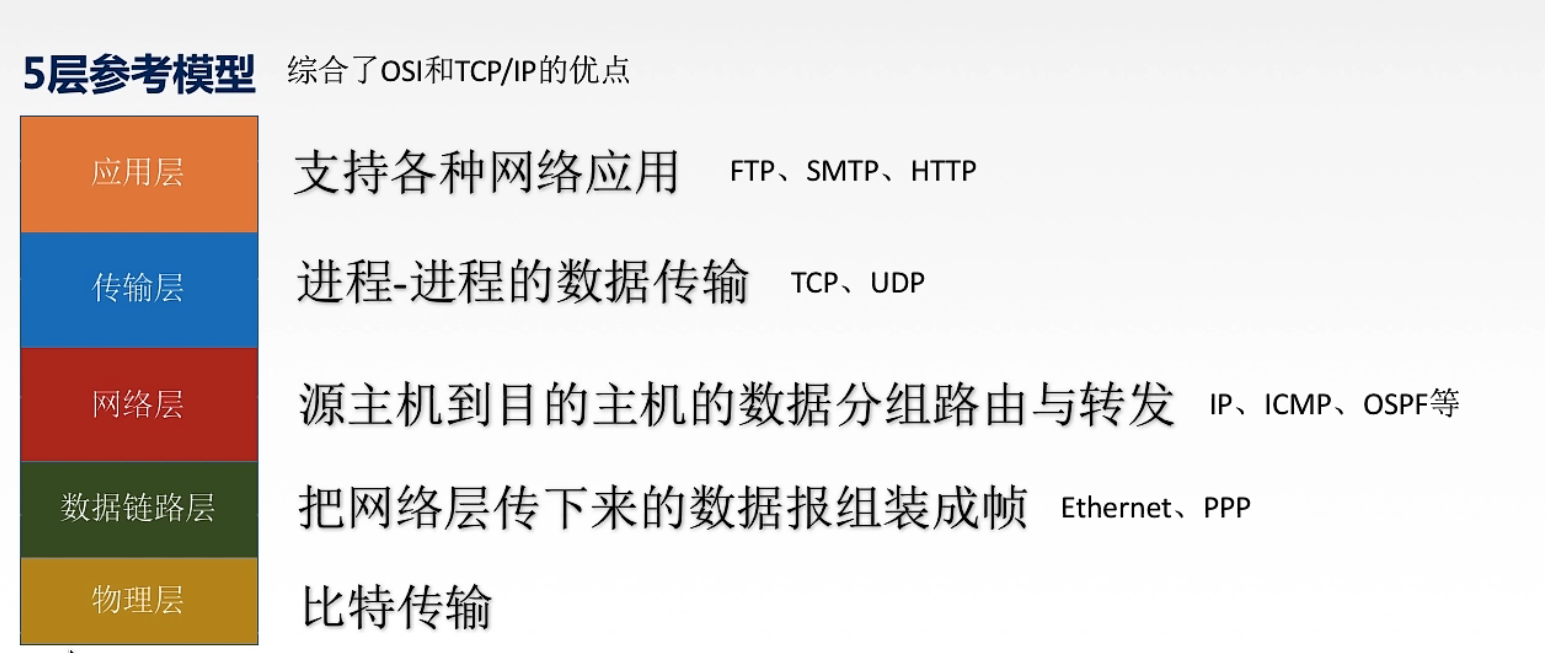 5层参考模型 综合了OSI和TCP/IP的优点
应用层 支持各种网络应用 FTP、SMTP、HTTP
传输层 进程-进程的数据传输 TCP、UDP
网络层 源主机到目的主机的数据分组路由与转发 IP、ICMP、OSPF等
数据链路层 把网络层传下来的数据报组装成帧 Ethernet、PPP
物理层 比特传输